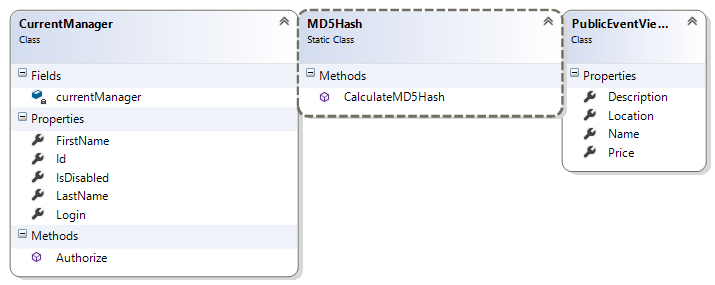 CurrentManager
Class
Fields
currentManager
Properties
FirstName
Id
IsDisabled
LastName
Login
Methods
Authorize
MD5Hash
Static Class
Methods
CalculateMD5Hash
PublicEventVie...
Class
Properties
Description
Location
Name
Price